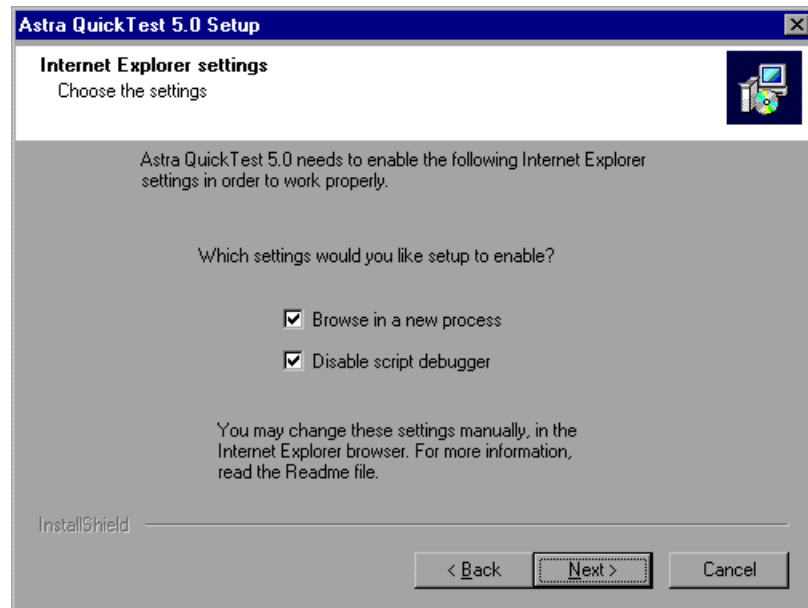 Astra QuickTest 5.0 Setup
Internet Explorer settings
Choose the settings
Astra QuickTest 5.0 needs to enable the following Internet Explorer
settings in order to work properly.
Which settings would you like setup to enable?
Browse in a new process
Disable script debugger
You may change these settings manually, in the
Internet Explorer browser. For more information,
read the Readme file.
InstallShield
< Back
Next >
Cancel